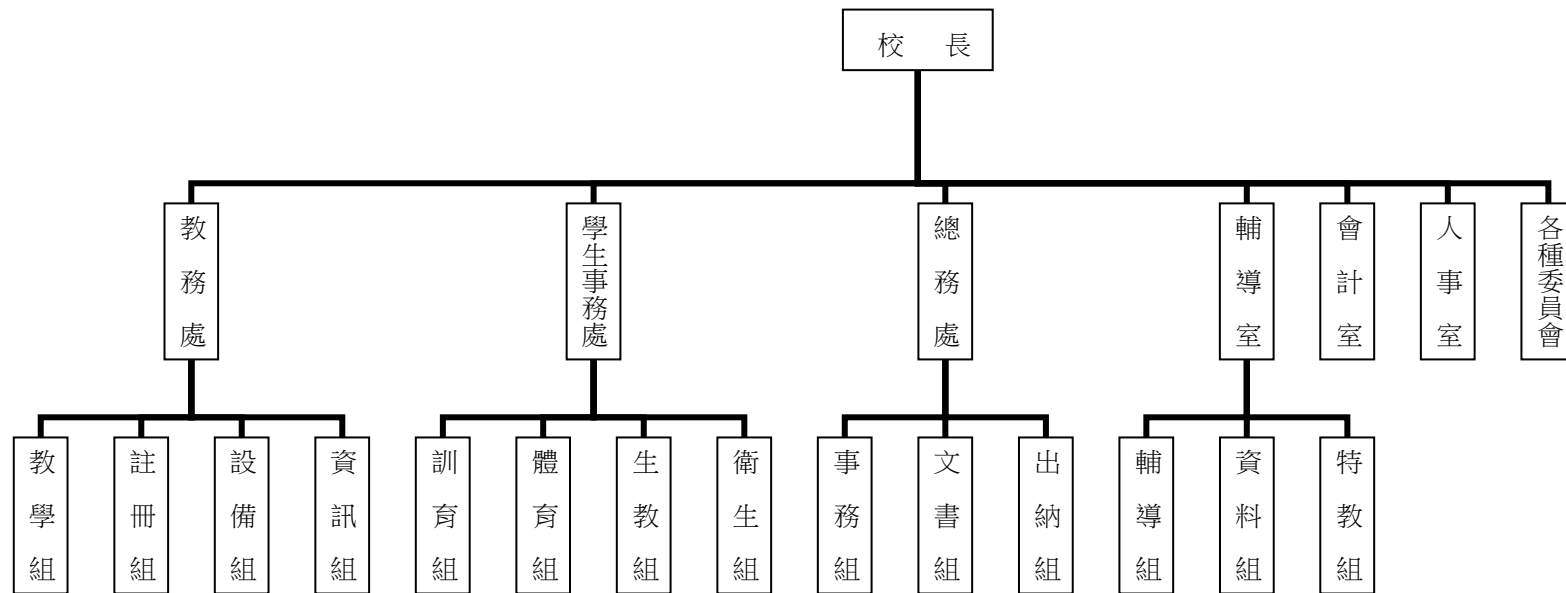 校長
教務處
學生事務處
總務處
輔導室
會計室
人事室
各種委員會
教學組
註冊組
設備組
資訊組
訓育組
體育組
生教組
衛生組
事務組
文書組
出納組
輔導組
資料組
特教組